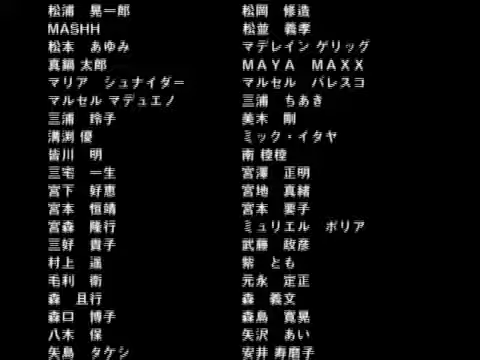 松浦　晃一郎
松岡　修造
MASHH
松並　義孝
松本　あゆみ
マデレイン ゲリッグ
真鍋 太郎
ＭＡＹＡ　ＭＡＸＸ
マリア　シュナイダー
マルセル　パレスコ
マルセル マデュエノ
三浦　ちあき
三浦　玲子
美木　剛
溝渕 優
ミック・イタヤ
皆川　明
南 桂桂
三宅　一生
宮澤　正明
宮下　好恵
宮地　真緒
宮本　恒靖
宮本　要子
宮森　隆行
ミュリエル　ポリア
三好　貴子
武藤　政彦
村上　遥
紫　とも
毛利　衛
元永　定正
森　且行
森　義文
森口　博子
森島　寛晃
八木　保
矢沢　あい
矢島　タケシ
安井 寿磨子